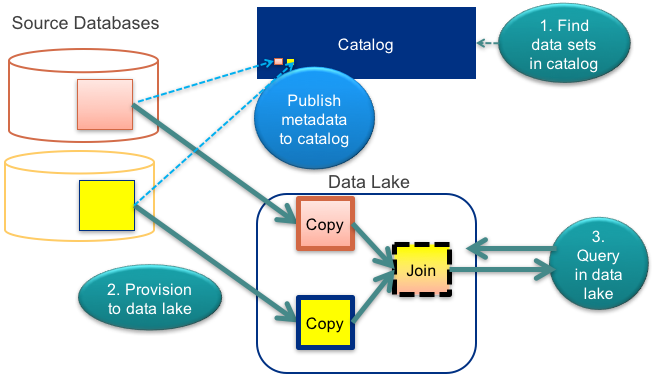 Source Databases
Catalog
1. Find
data sets
in catalog
Publish
metadata
to catalog
Data Lake
Copy
Join
3.
Query
in data
lake
2. Provision
to data lake
Copy